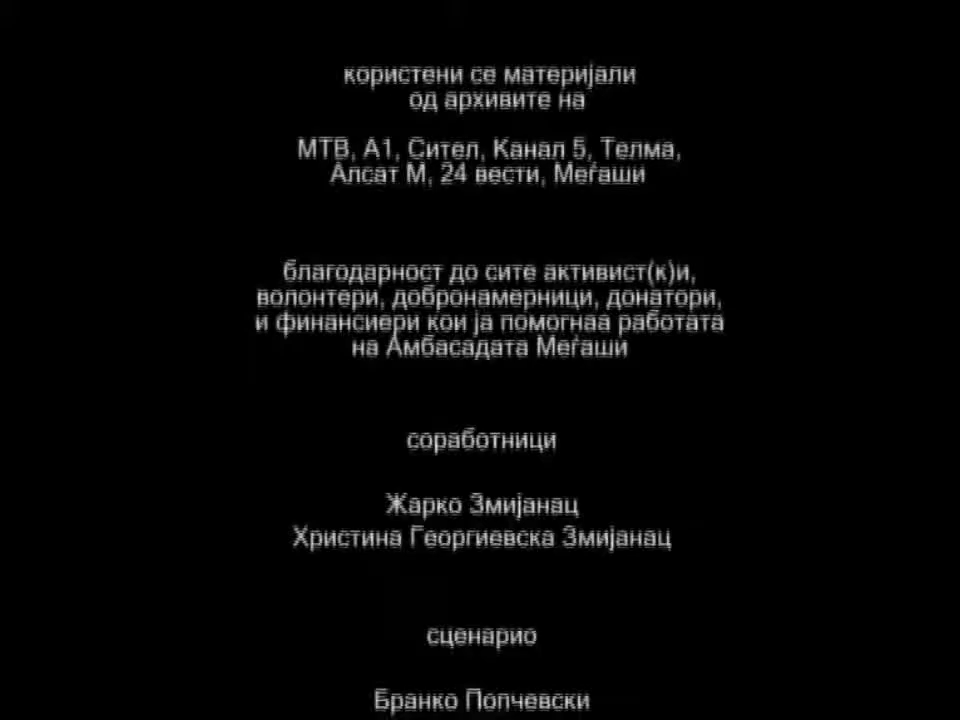 користени се материјали
од архивите на
МТВ, А1, Сител, Канал 5, Телма,
Алсат М, 24 вести, Меѓаши
благодарност до сите активист(к)и,
волонтери, добронамерници, донатори,
и финансиери кои ја помогнаа работата
на Амбасадата Меѓаши
соработници
Жарко Змијанац
Христина Георгиевска Змијанац
сценарио
Бранко Попчевски